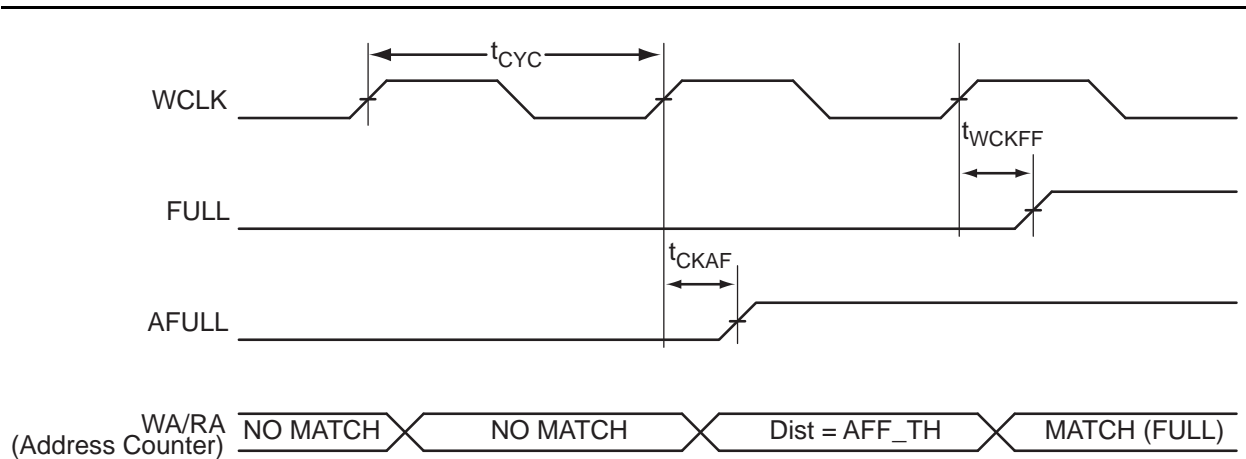 tCYC
WCLK
tWCKFF
FULL
tCKAF
AFULL
WA/RA
(Address Counter)
NO MATCH
NO MATCH
Dist = AFF_TH
MATCH (FULL)